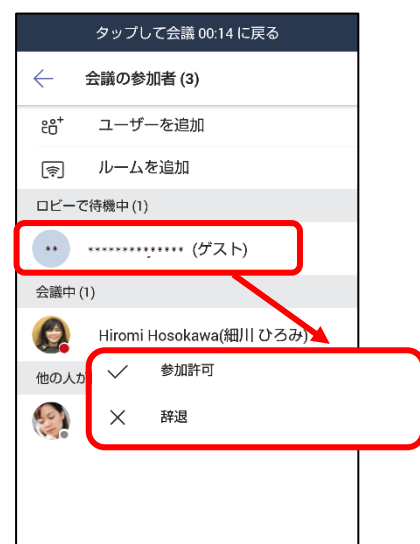 タップして会議 00:14 に戻る
会議の参加者 (3)
ユーザーを追加
ルームを追加
ロビーで待機中 (1)
** ************** (ゲスト)
会議中 (1)
Hiromi Hosokawa(細川 ひろみ)
他の人が
参加許可
辞退